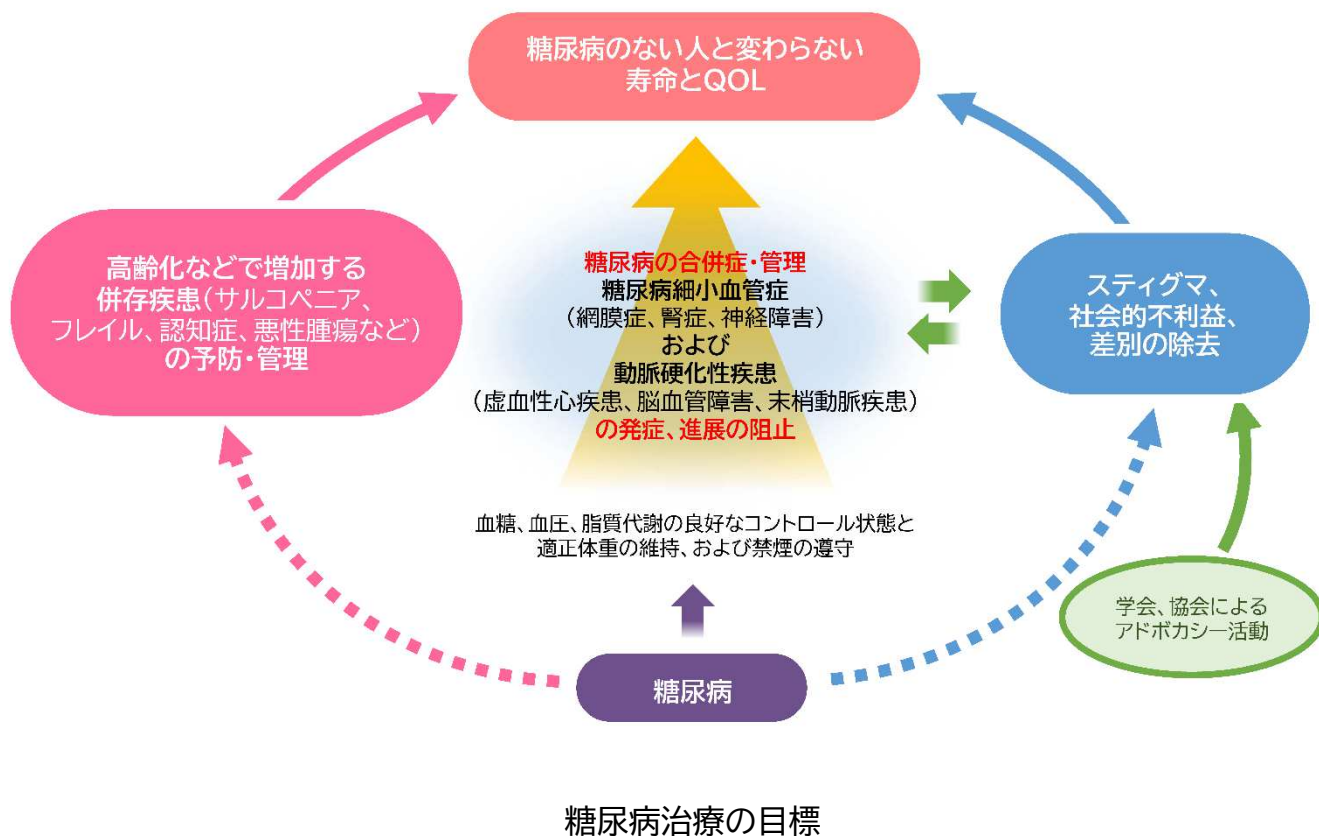 糖尿病のない人と変わらない
寿命とQOL
高齢化などで増加する
併存疾患(サルコペニア、
フレイル、認知症、悪性腫瘍など)
の予防・管理
糖尿病の合併症・管理
糖尿病細小血管症
(網膜症、腎症、神経障害)
および
動脈硬化性疾患
(虚血性心疾患、脳血管障害、末梢動脈疾患)
の発症、進展の阻止
スティグマ、
社会的不利益、
差別の除去
血糖、血圧、脂質代謝の良好なコントロール状態と
適正体重の維持、および禁煙の遵守
学会、協会による
アドボカシー活動
糖尿病
糖尿病治療の目標